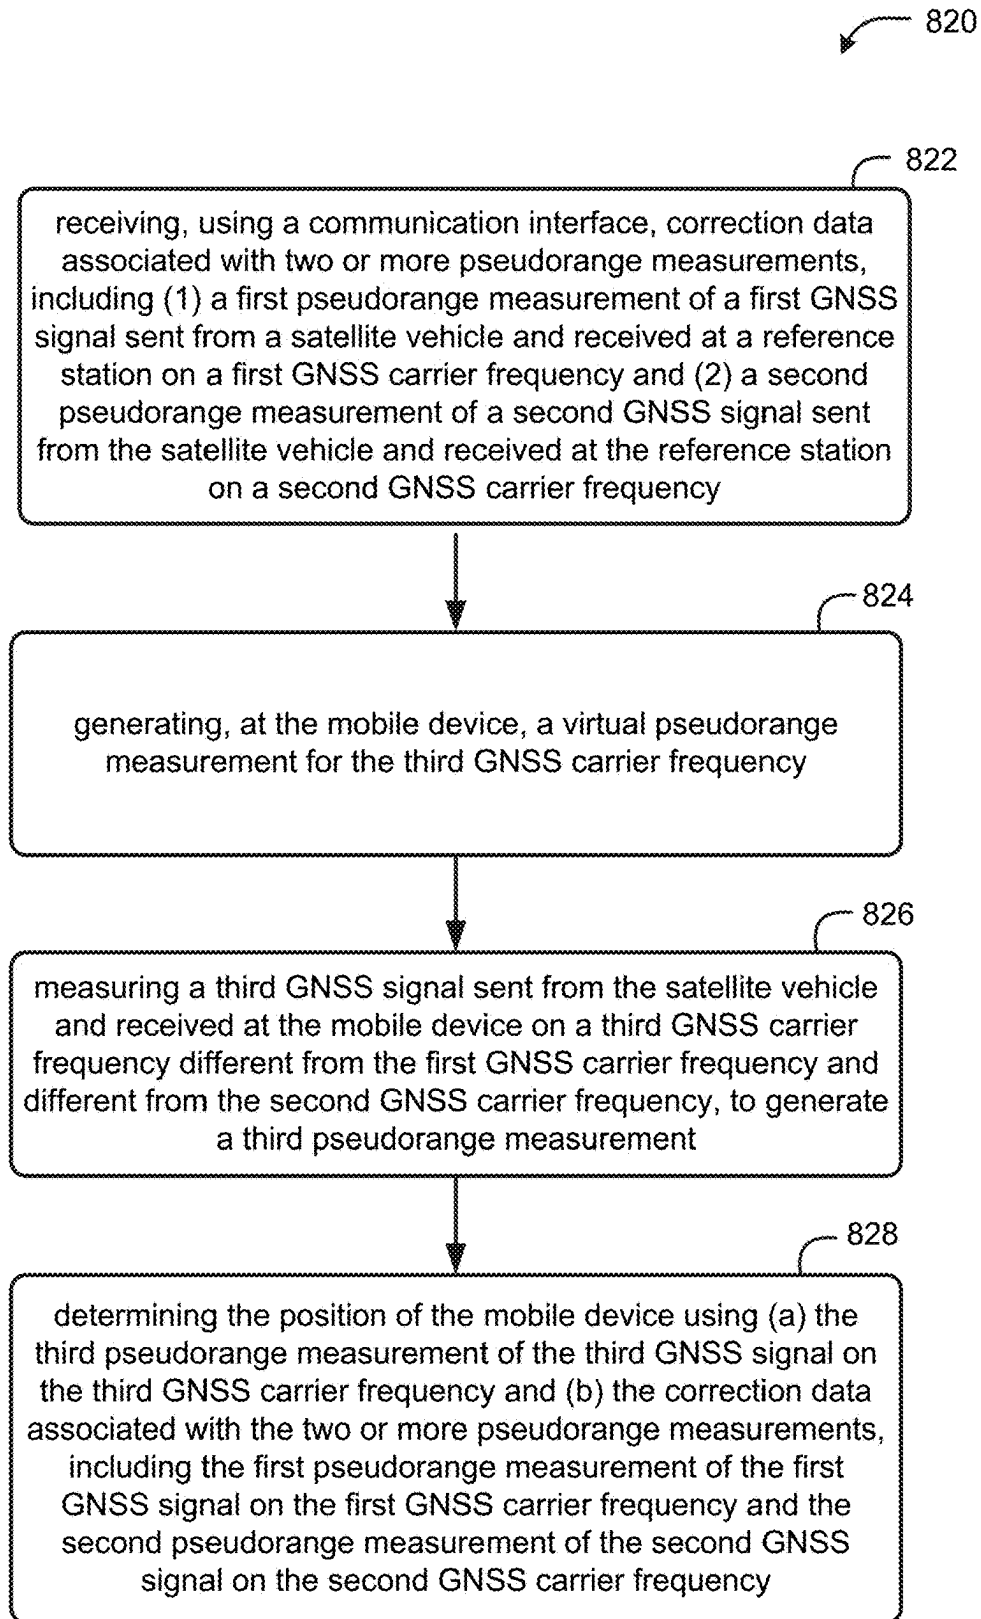 820
822
receiving, using a communication interface, correction data
associated with two or more pseudorange measurements,
including (1) a first pseudorange measurement of a first GNSS
signal sent from a satellite vehicle and received at a reference
station on a first GNSS carrier frequency and (2) a second
pseudorange measurement of a second GNSS signal sent
from the satellite vehicle and received at the reference station
on a second GNSS carrier frequency
824
generating, at the mobile device, a virtual pseudorange
measurement for the third GNSS carrier frequency
826
measuring a third GNSS signal sent from the satellite vehicle
and received at the mobile device on a third GNSS carrier
frequency different from the first GNSS carrier frequency and
different from the second GNSS carrier frequency, to generate
a third pseudorange measurement
828
determining the position of the mobile device using (a) the
third pseudorange measurement of the third GNSS signal on
the third GNSS carrier frequency and (b) the correction data
associated with the two or more pseudorange measurements,
including the first pseudorange measurement of the first
GNSS signal on the first GNSS carrier frequency and the
second pseudorange measurement of the second GNSS
signal on the second GNSS carrier frequency